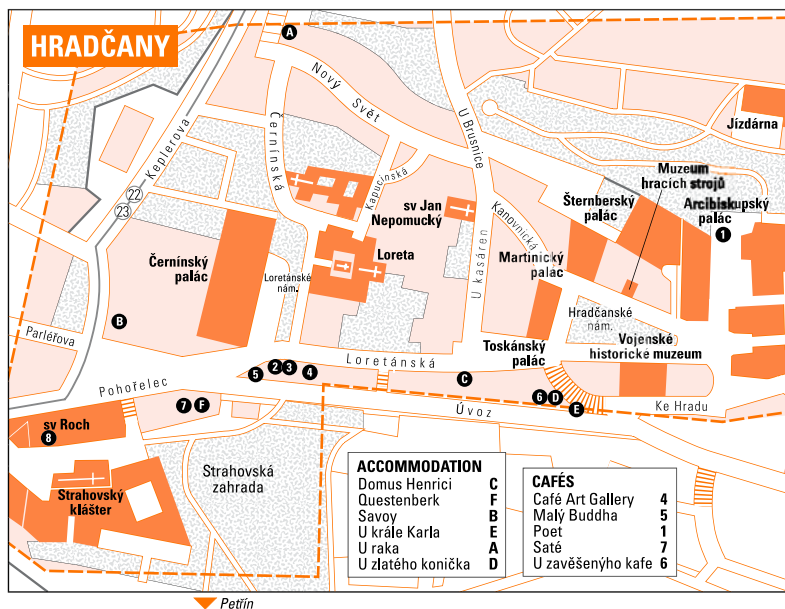 HRADČANY
A
Nový Svět
U Brusnice
Jízdárna
Keplerova
Černínská
22
23
Kapucínská
Muzeum
hracích strojů
sv Jan
Nepomucký
Kanovnická
Šternberský
palác
Arcibiskupský
palác
1
Loreta
Martinický
palác
Černínský
palác
Loretánské
nám.
U kasáren
Hradčanské
nám.
B
Parléřova
Toskánský
palác
Vojenské
historické muzeum
Loretánská
5
2
3
4
C
Pohořelec
7
F
6
D
E
Úvoz
Ke Hradu
sv Roch
8
Strahovská
zahrada
Strahovský
klášter
ACCOMMODATION
Domus Henrici C
Questenberk F
Savoy B
U krále Karla E
U raka A
U zlatého konička D
CAFÉS
Café Art Gallery 4
Malý Buddha 5
Poet 1
Saté 7
U zavěšenýho kafe 6
Petřín